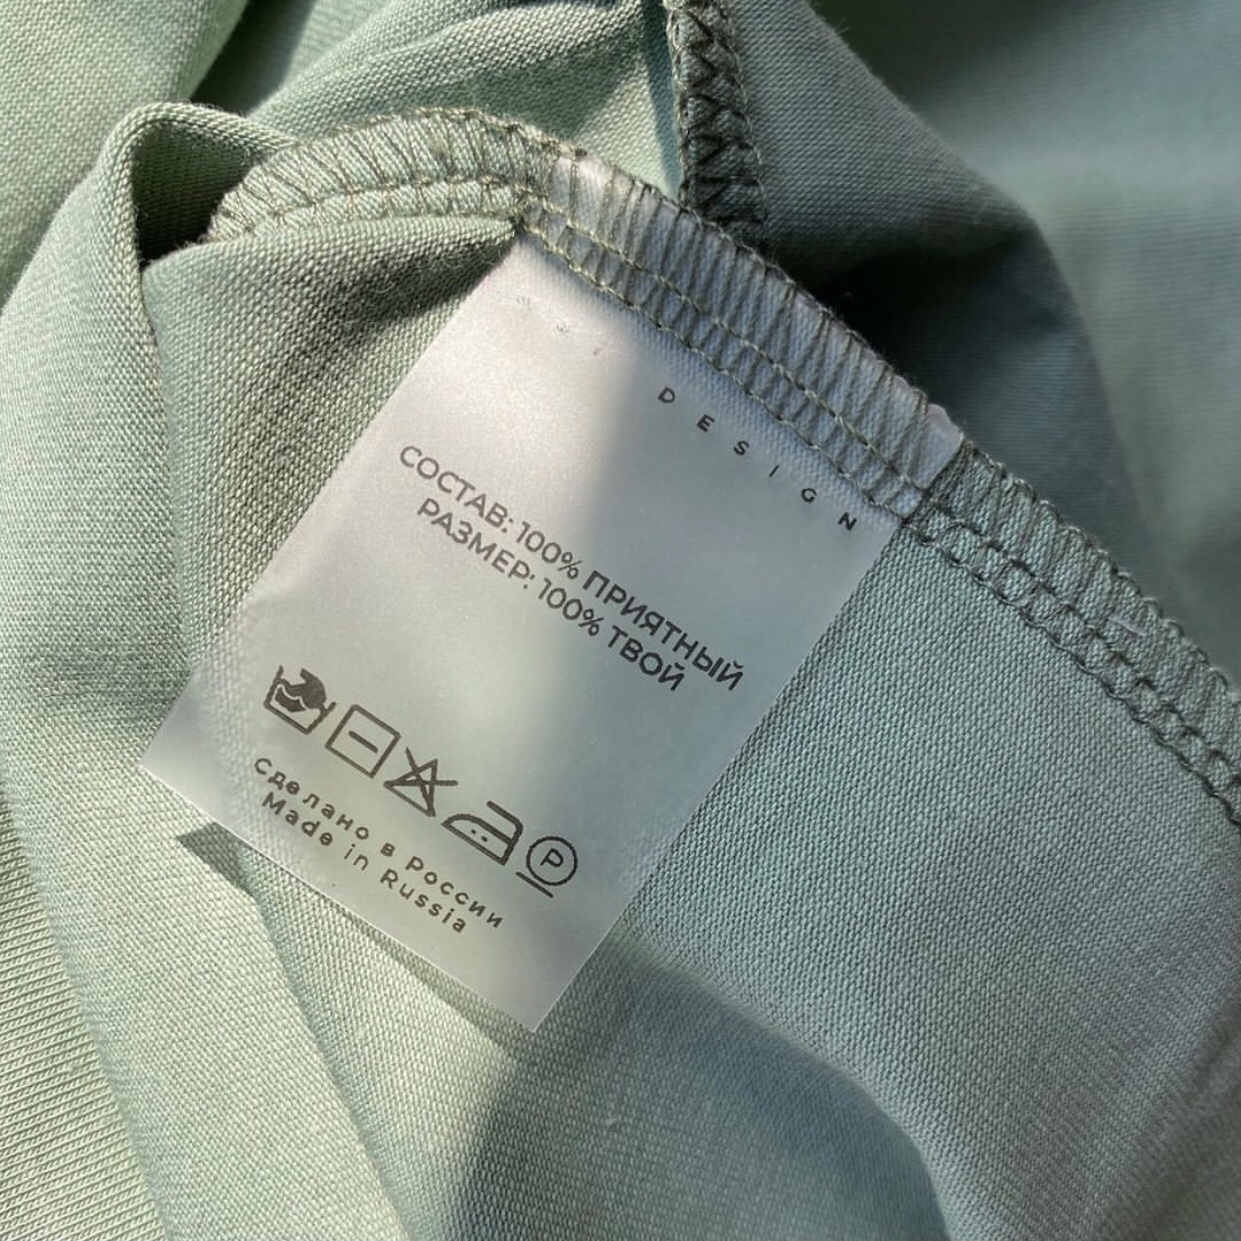 DESIGN
СОСТАВ: 100% ПРИЯТНЫЙ
РАЗМЕР: 100% ТВОЙ
P
Сделано в России
Made in Russia